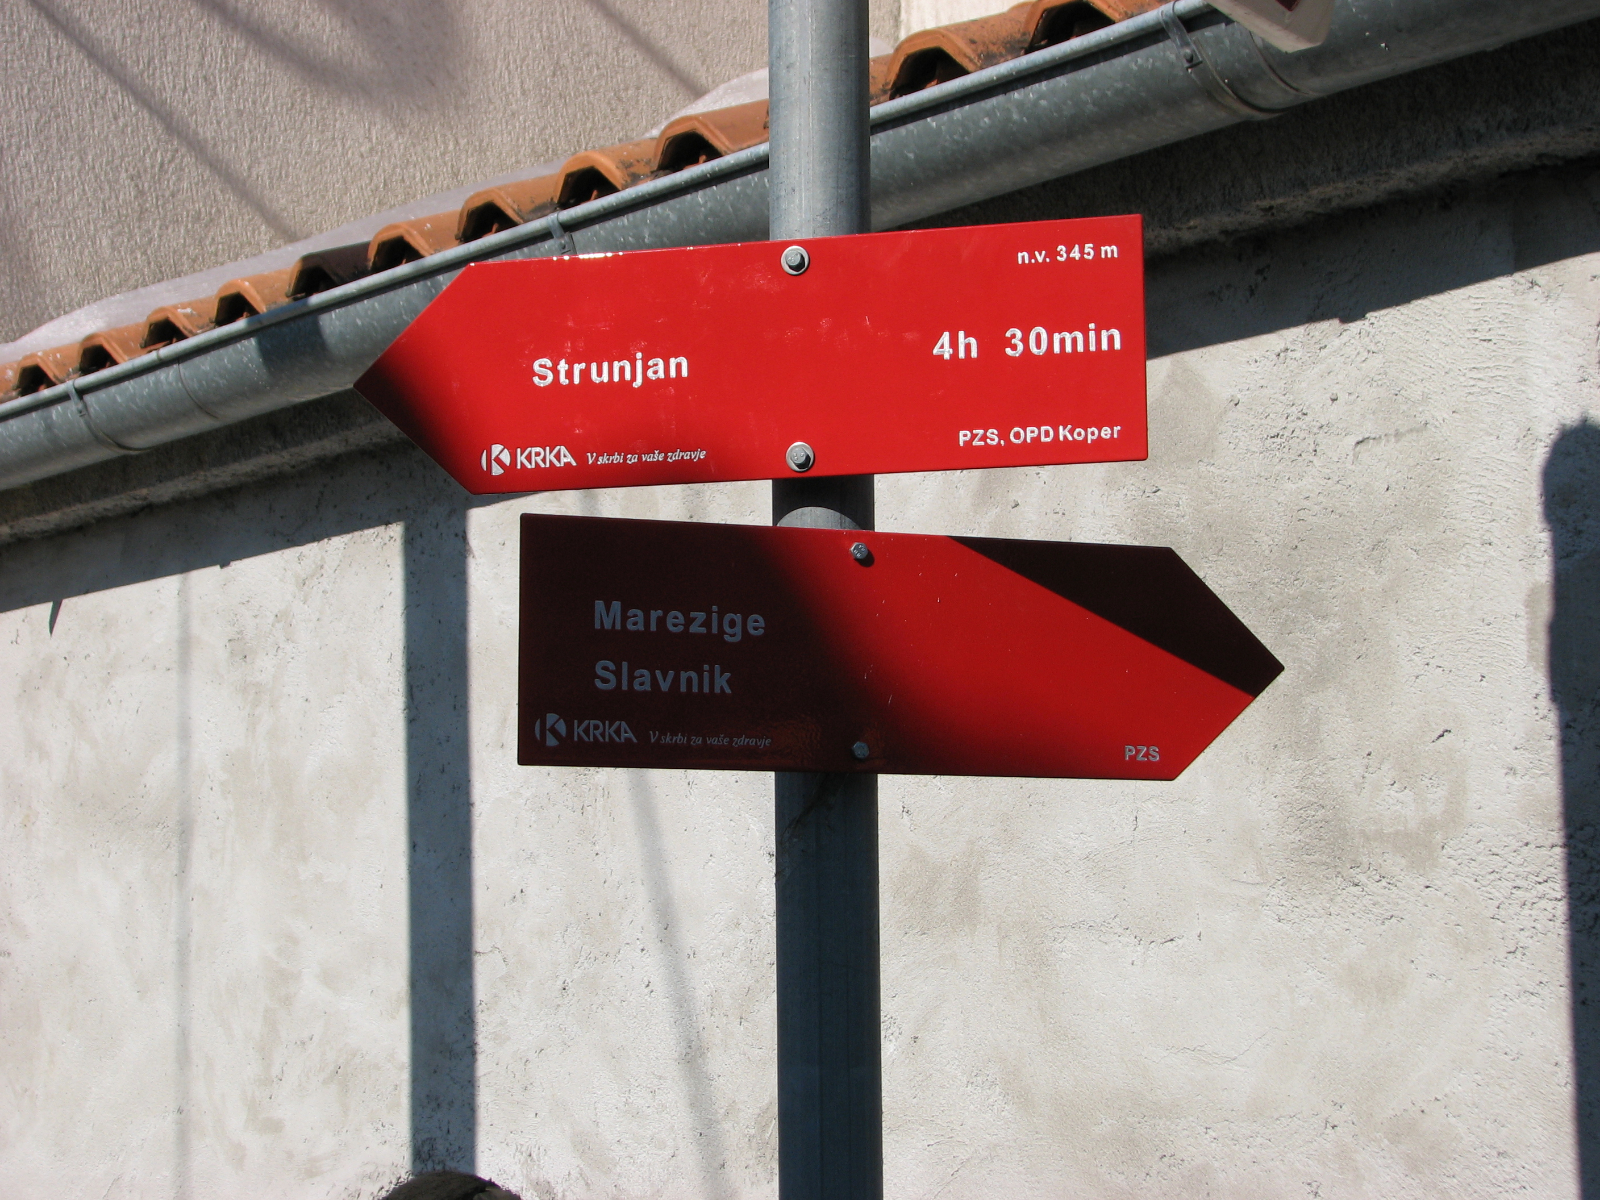 n.v. 345 m
Strunjan 4h 30min
PZS, OPD Koper
KRKA V skrbi za vaše zdravje
Marezige
Slavnik
KRKA V skrbi za vaše zdravje
PZS